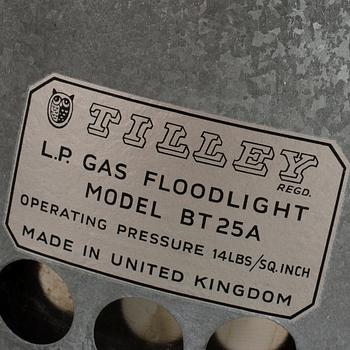 TILLEY
REGD.
L.P. GAS FLOODLIGHT
MODEL BT25A
OPERATING PRESSURE 14LBS/SQ.INCH
MADE IN UNITED KINGDOM